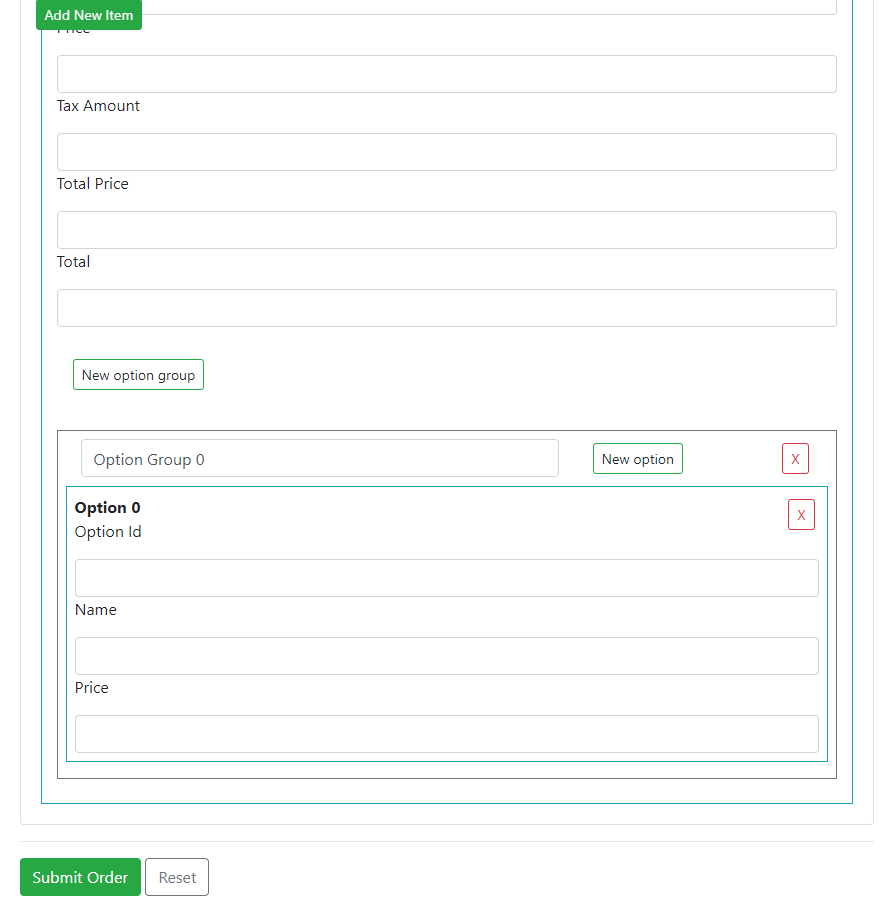 Add New Item
Price
Tax Amount
Total Price
Total
New option group
Option Group 0
New option
X
Option 0
X
Option Id
Name
Price
Submit Order
Reset